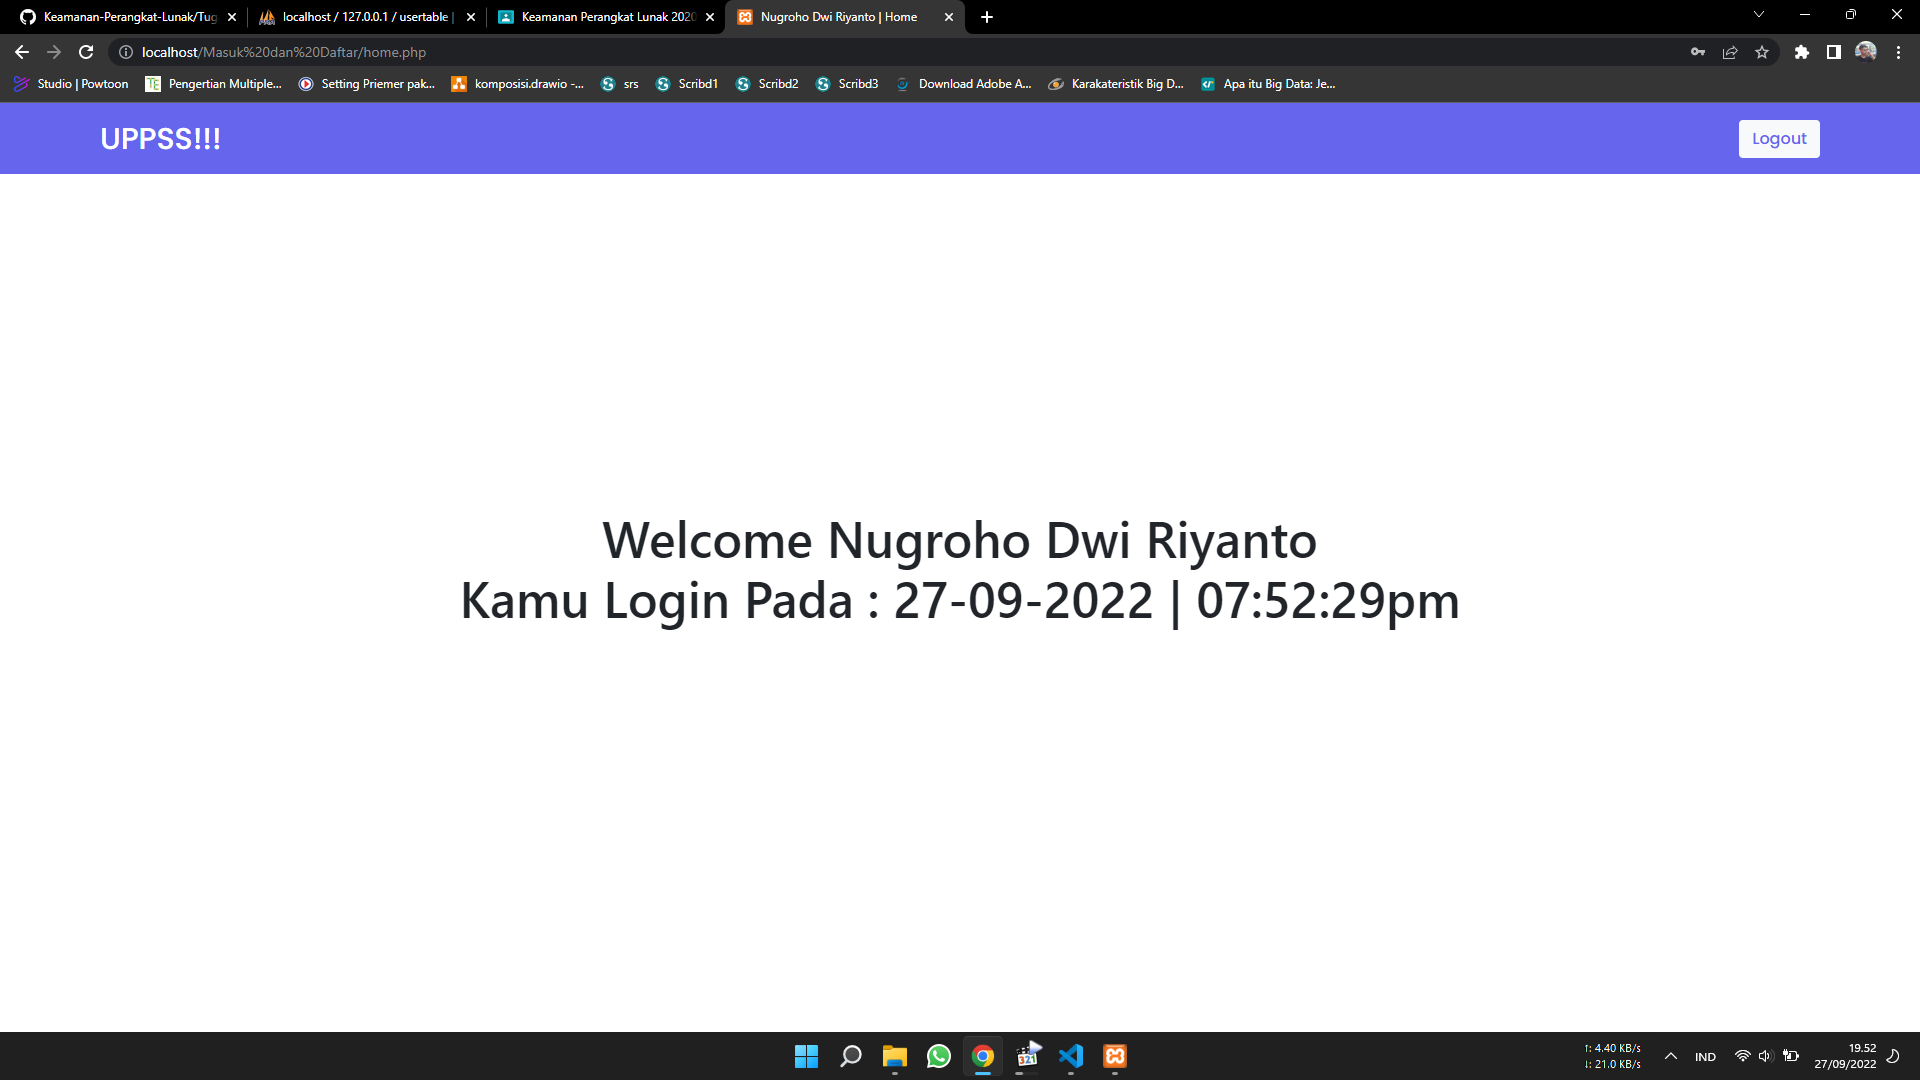 Keamanan-Perangkat-Lunak/Tug
localhost / 127.0.0.1 / usertable |
Keamanan Perangkat Lunak 2020
Nugroho Dwi Riyanto | Home
localhost/Masuk%20dan%20Daftar/home.php
Studio | Powtoon
Pengertian Multiple...
Setting Priemer pak...
komposisi.drawio -...
srs
Scribd1
Scribd2
Scribd3
Download Adobe A...
Karakateristik Big D...
Apa itu Big Data: Je...
UPPSS!!!
Logout
Welcome Nugroho Dwi Riyanto
Kamu Login Pada : 27-09-2022 | 07:52:29pm
↑: 4.40 KB/s
↓: 21.0 KB/s
IND
19.52
27/09/2022